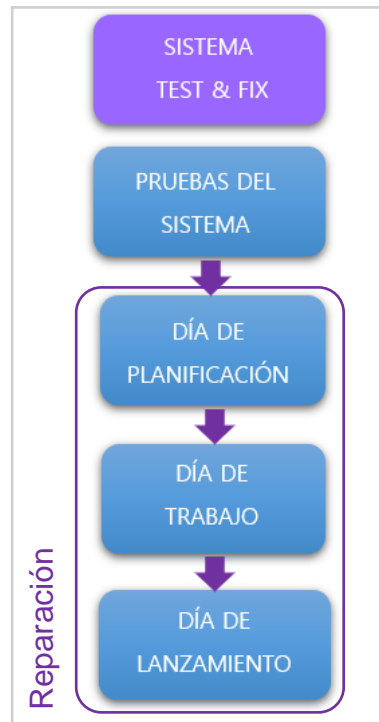 SISTEMA
TEST & FIX
PRUEBAS DEL
SISTEMA
DÍA DE
PLANIFICACIÓN
DÍA DE
TRABAJO
DÍA DE
LANZAMIENTO
Reparación